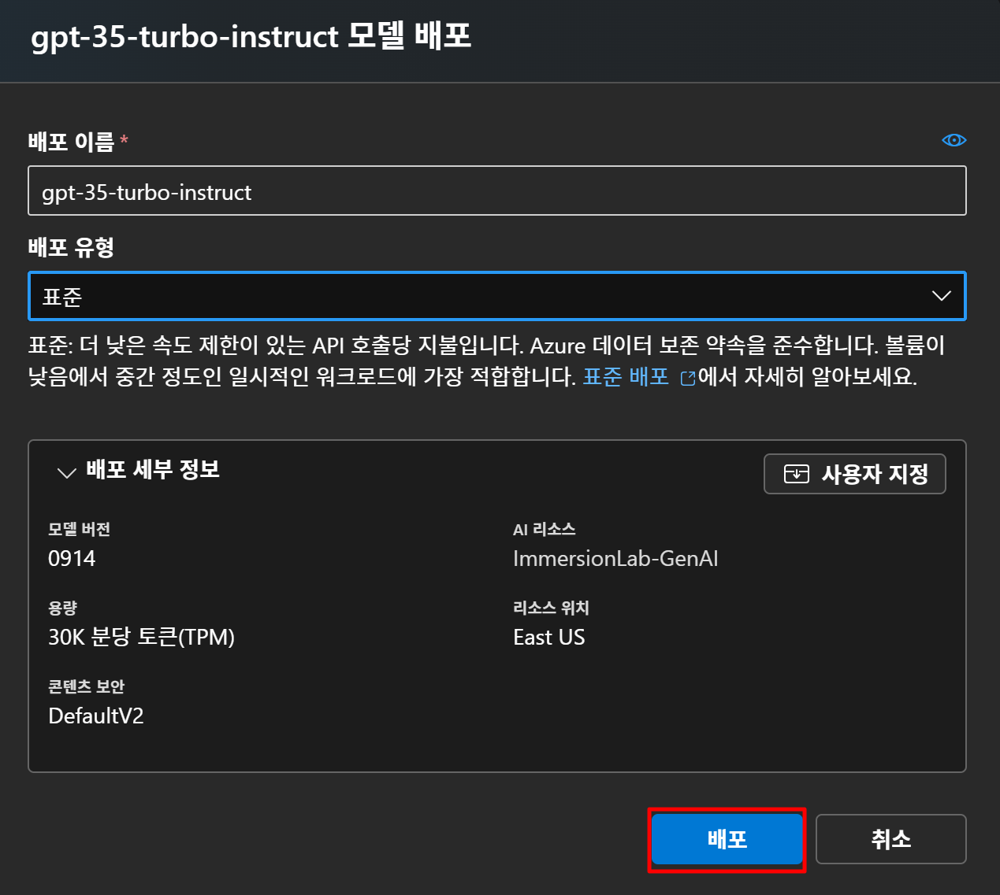 gpt-35-turbo-instruct 모델 배포
배포 이름 *
gpt-35-turbo-instruct
배포 유형
표준
표준: 더 낮은 속도 제한이 있는 API 호출당 지불입니다. Azure 데이터 보존 약속을 준수합니다. 볼륨이
낮음에서 중간 정도인 일시적인 워크로드에 가장 적합합니다. 표준 배포 에서 자세히 알아보세요.
배포 세부 정보
사용자 지정
모델 버전
0914
AI 리소스
ImmersionLab-GenAI
용량
30K 분당 토큰(TPM)
리소스 위치
East US
콘텐츠 보안
DefaultV2
배포
취소